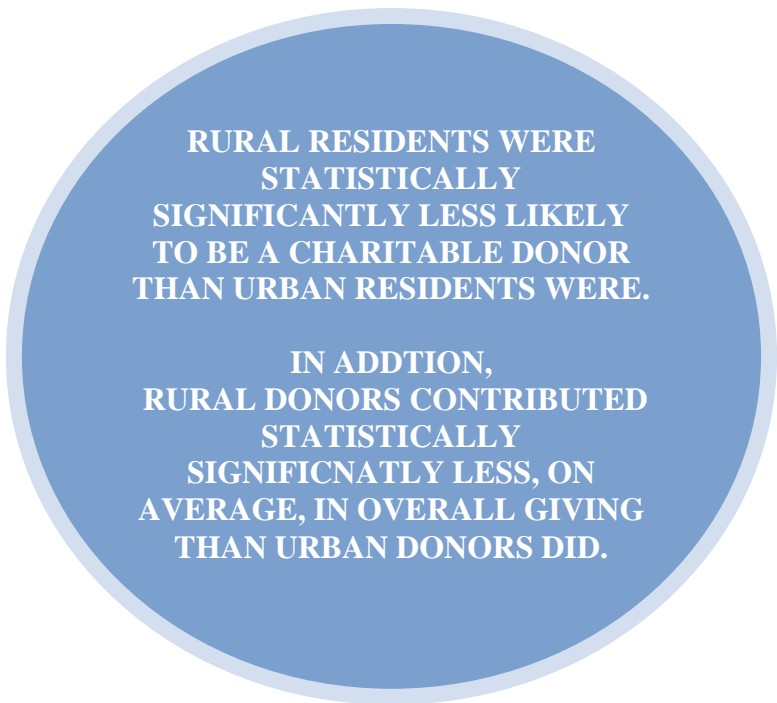 RURAL RESIDENTS WERE
STATISTICALLY
SIGNIFICANTLY LESS LIKELY
TO BE A CHARITABLE DONOR
THAN URBAN RESIDENTS WERE.
IN ADDTION,
RURAL DONORS CONTRIBUTED
STATISTICALLY
SIGNIFICNATLY LESS, ON
AVERAGE, IN OVERALL GIVING
THAN URBAN DONORS DID.